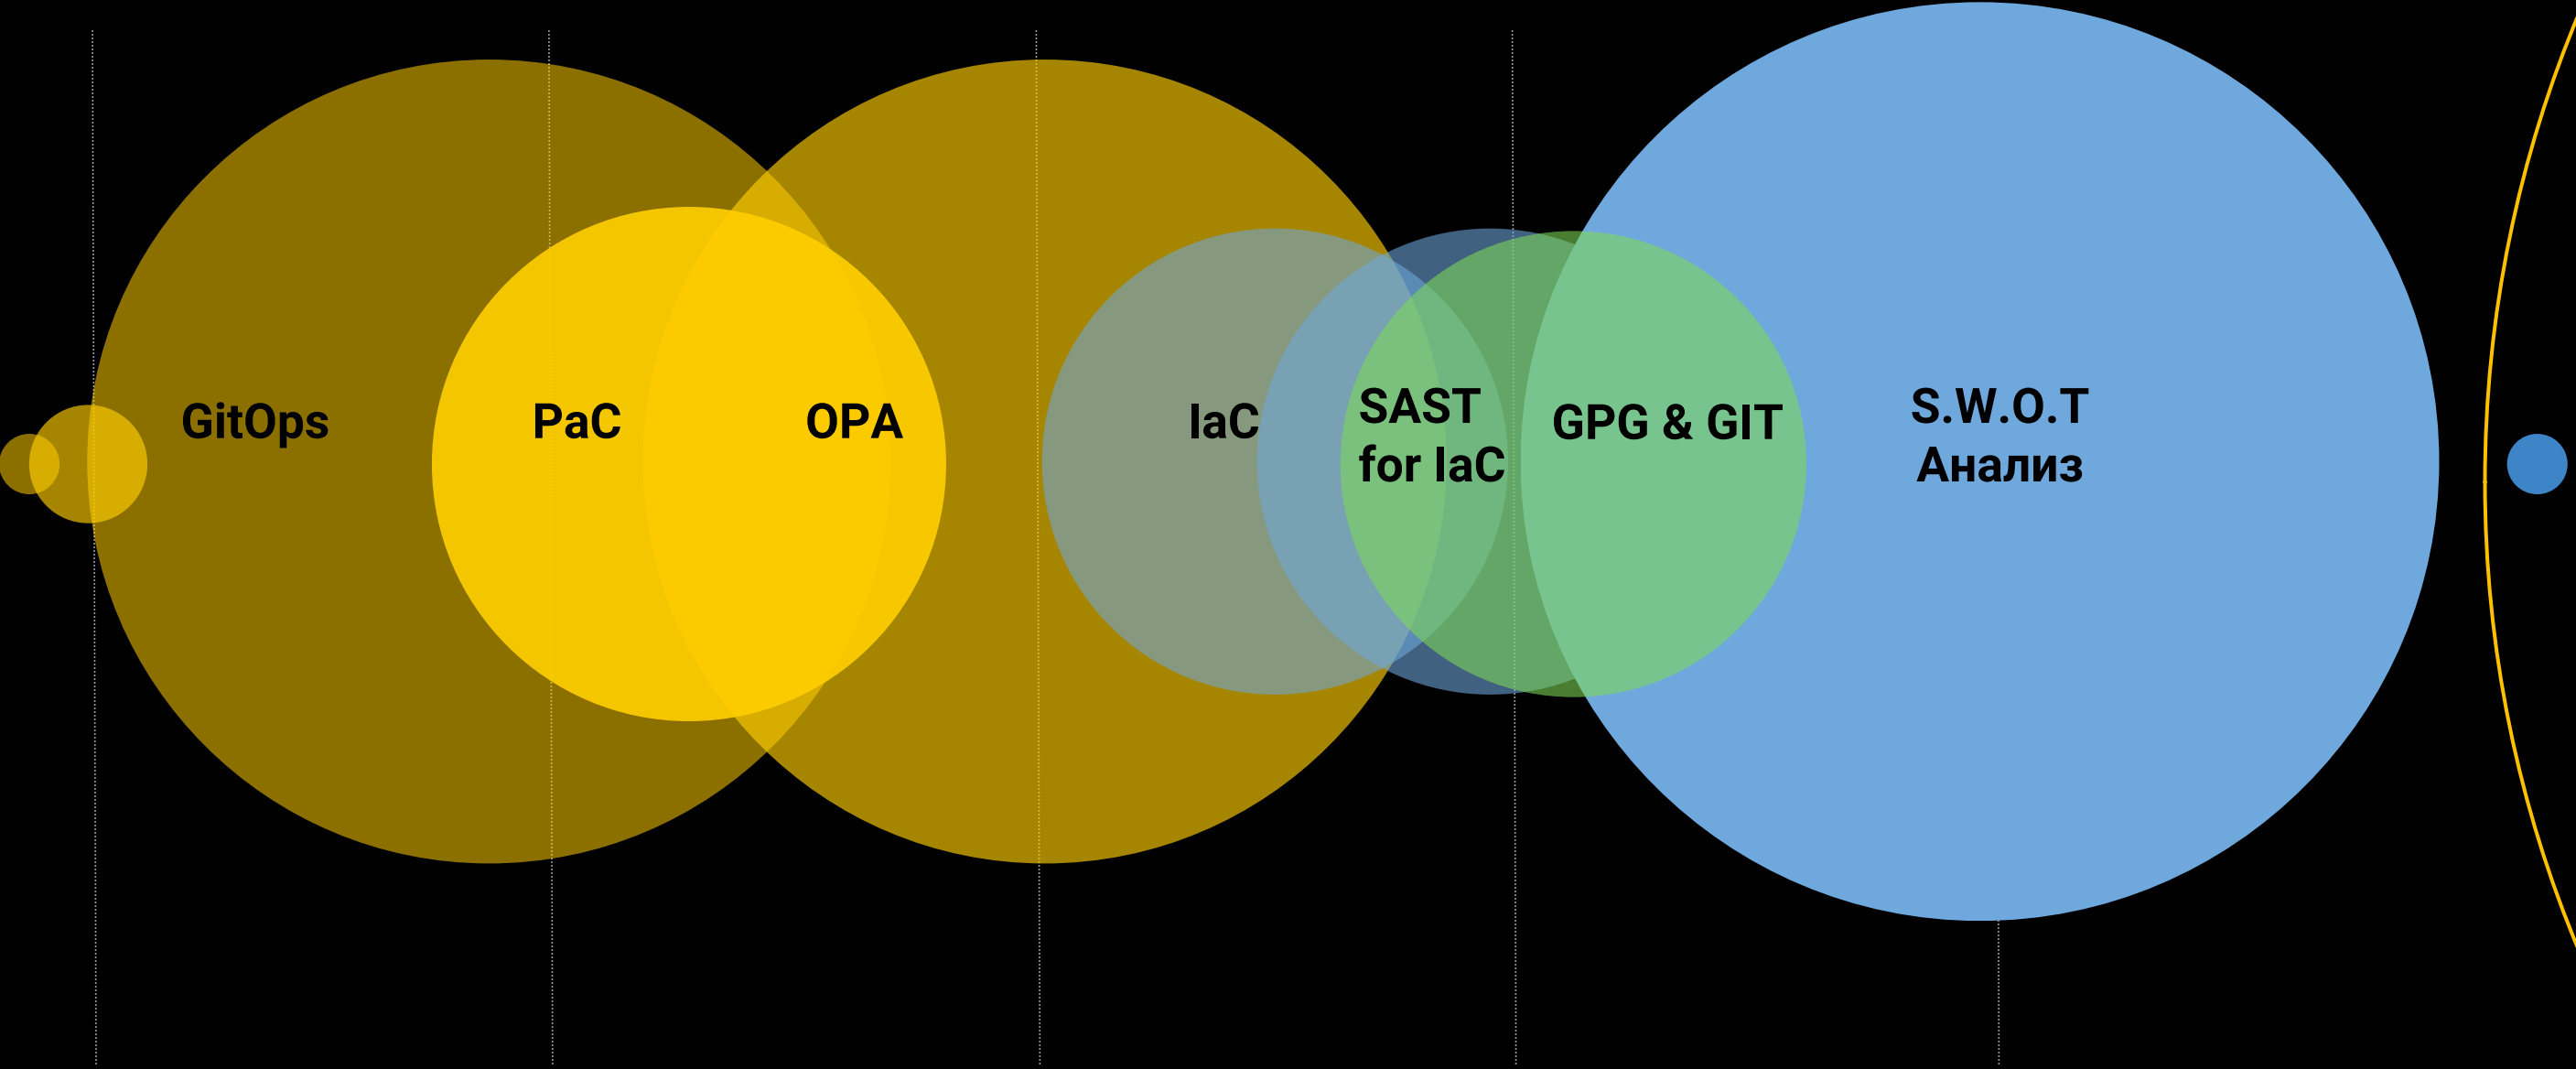 GitOps
PaC
OPA
IaC
SAST
for IaC
GPG & GIT
S.W.O.T
Анализ